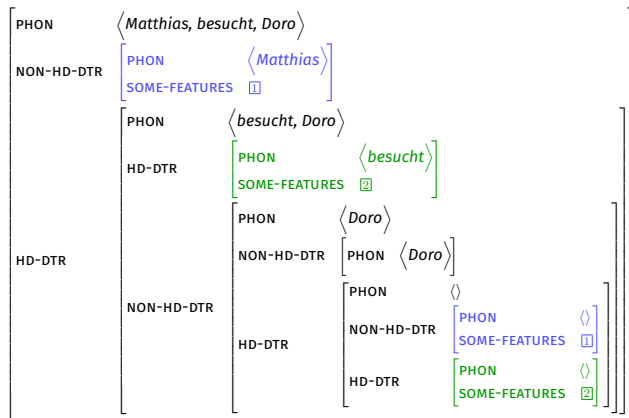 PHON ⟨Matthias, besucht, Doro⟩
NON-HD-DTR PHON ⟨Matthias⟩
SOME-FEATURES 1
PHON ⟨besucht, Doro⟩
HD-DTR PHON ⟨besucht⟩
SOME-FEATURES 2
PHON ⟨Doro⟩
HD-DTR NON-HD-DTR PHON ⟨Doro⟩
PHON ⟨⟩
NON-HD-DTR NON-HD-DTR PHON ⟨⟩
HD-DTR SOME-FEATURES 1
HD-DTR PHON ⟨⟩
SOME-FEATURES 2